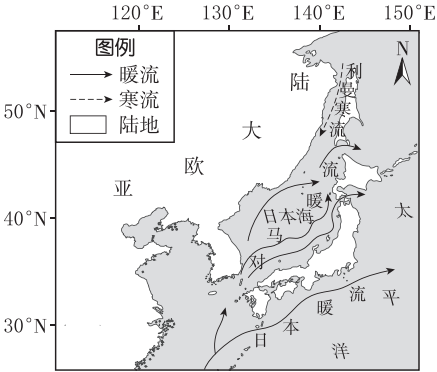 120°E 130°E 140°E 150°E
图例
暖流
寒流
陆地
N
50°N
40°N
30°N
亚欧大陆
利曼寒流
日本海
对马暖流
日本暖流
太平洋